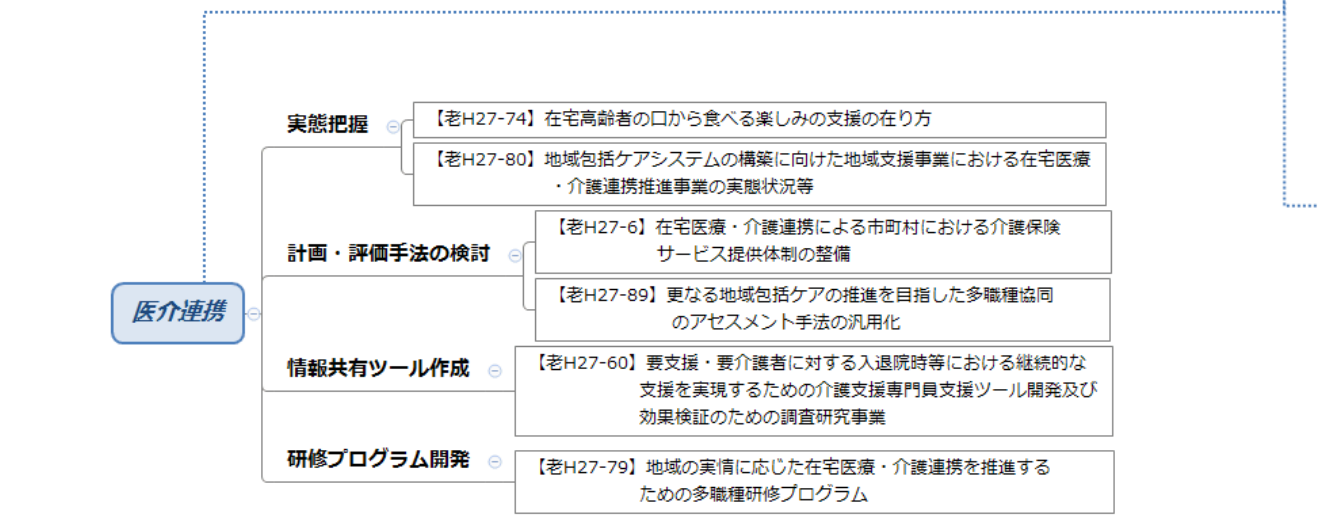 実態把握
【老H27-74】在宅高齢者の口から食べる楽しみの支援の在り方
【老H27-80】地域包括ケアシステムの構築に向けた地域支援事業における在宅医療
・介護連携推進事業の実態状況等
計画・評価手法の検討
【老H27-6】在宅医療・介護連携による市町村における介護保険
サービス提供体制の整備
【老H27-89】更なる地域包括ケアの推進を目指した多職種協同
のアセスメント手法の汎用化
医介連携
情報共有ツール作成
【老H27-60】要支援・要介護者に対する入退院時等における継続的な
支援を実現するための介護支援専門員支援ツール開発及び
効果検証のための調査研究事業
研修プログラム開発
【老H27-79】地域の実情に応じた在宅医療・介護連携を推進する
ための多職種研修プログラム